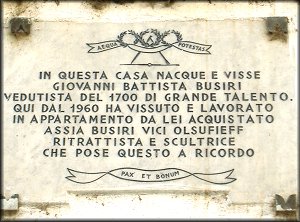 AEQUA POTESTAS
IN QUESTA CASA NACQUE E VISSE
GIOVANNI BATTISTA BUSIRI
VEDUTISTA DEL 1700 DI GRANDE TALENTO.
QUI DAL 1960 HA VISSUTO E LAVORATO
IN APPARTAMENTO DA LEI ACQUISTATO
ASSIA BUSIRI VICI OLSUFIEFF
RITRATTISTA E SCULTRICE
CHE POSE QUESTO A RICORDO
PAX ET BONUM